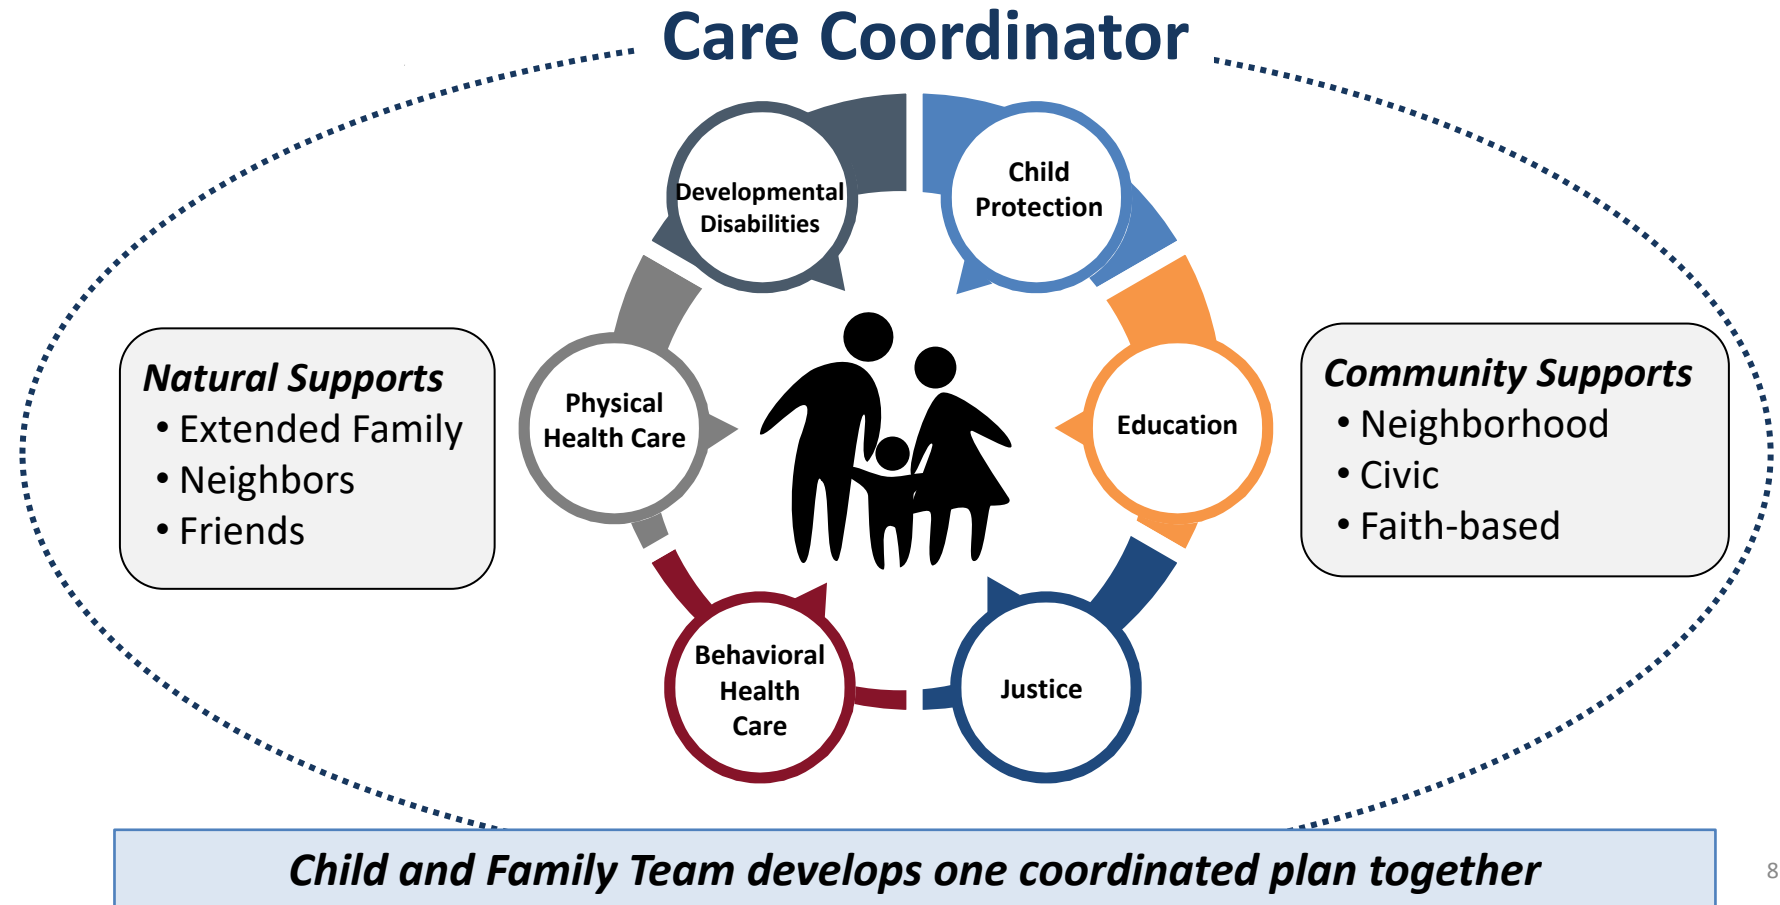 Care Coordinator
Developmental
Disabilities
Child
Protection
Physical
Health Care
Education
Behavioral
Health
Care
Justice
Natural Supports
• Extended Family
• Neighbors
• Friends
Community Supports
• Neighborhood
• Civic
• Faith-based
Child and Family Team develops one coordinated plan together
8